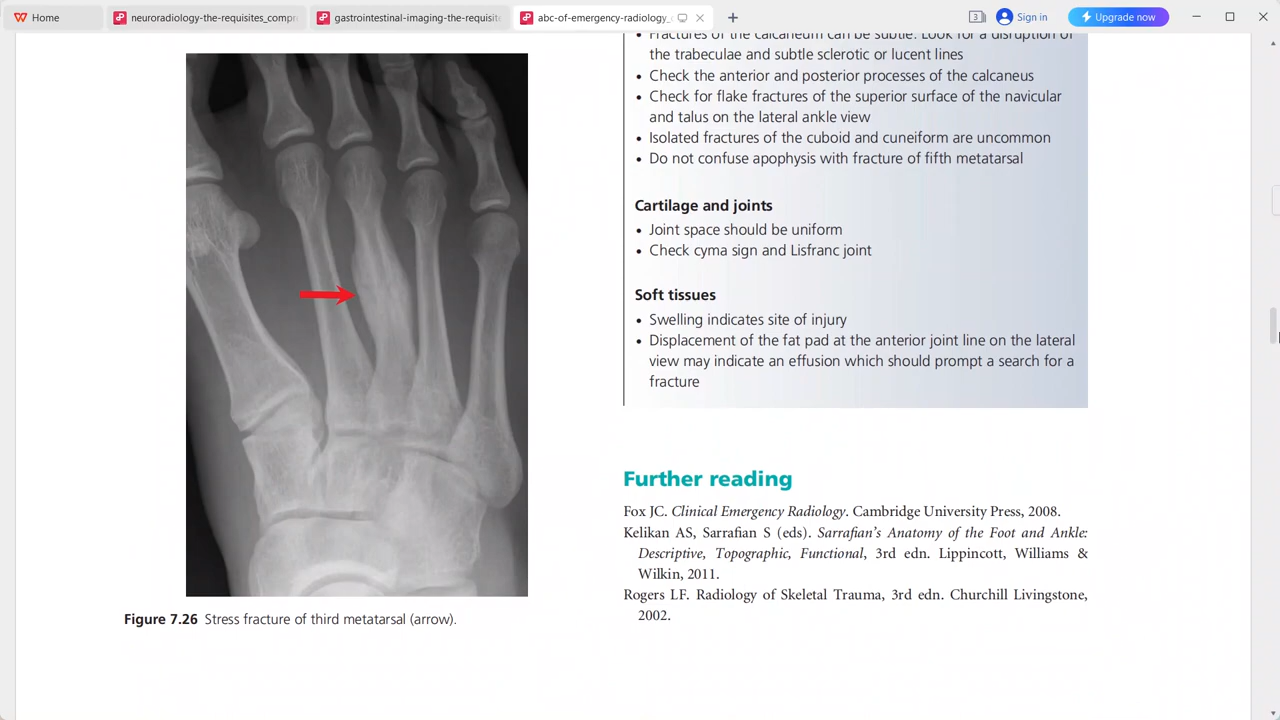 Home
neuroradiology-the-requisites_compr
gastrointestinal-imaging-the-requisite
abc-of-emergency-radiology_
3
Sign in
Upgrade now
• Fractures of the calcaneum can be subtle. Look for a disruption of
the trabeculae and subtle sclerotic or lucent lines
• Check the anterior and posterior processes of the calcaneus
• Check for flake fractures of the superior surface of the navicular
and talus on the lateral ankle view
• Isolated fractures of the cuboid and cuneiform are uncommon
• Do not confuse apophysis with fracture of fifth metatarsal
Cartilage and joints
• Joint space should be uniform
• Check cyma sign and Lisfranc joint
Soft tissues
• Swelling indicates site of injury
• Displacement of the fat pad at the anterior joint line on the lateral
view may indicate an effusion which should prompt a search for a
fracture
Figure 7.26 Stress fracture of third metatarsal (arrow).
Further reading
Fox JC. Clinical Emergency Radiology. Cambridge University Press, 2008.
Kelikan AS, Sarrafian S (eds). Sarrafian's Anatomy of the Foot and Ankle:
Descriptive, Topographic, Functional, 3rd edn. Lippincott, Williams &
Wilkin, 2011.
Rogers LF. Radiology of Skeletal Trauma, 3rd edn. Churchill Livingstone,
2002.